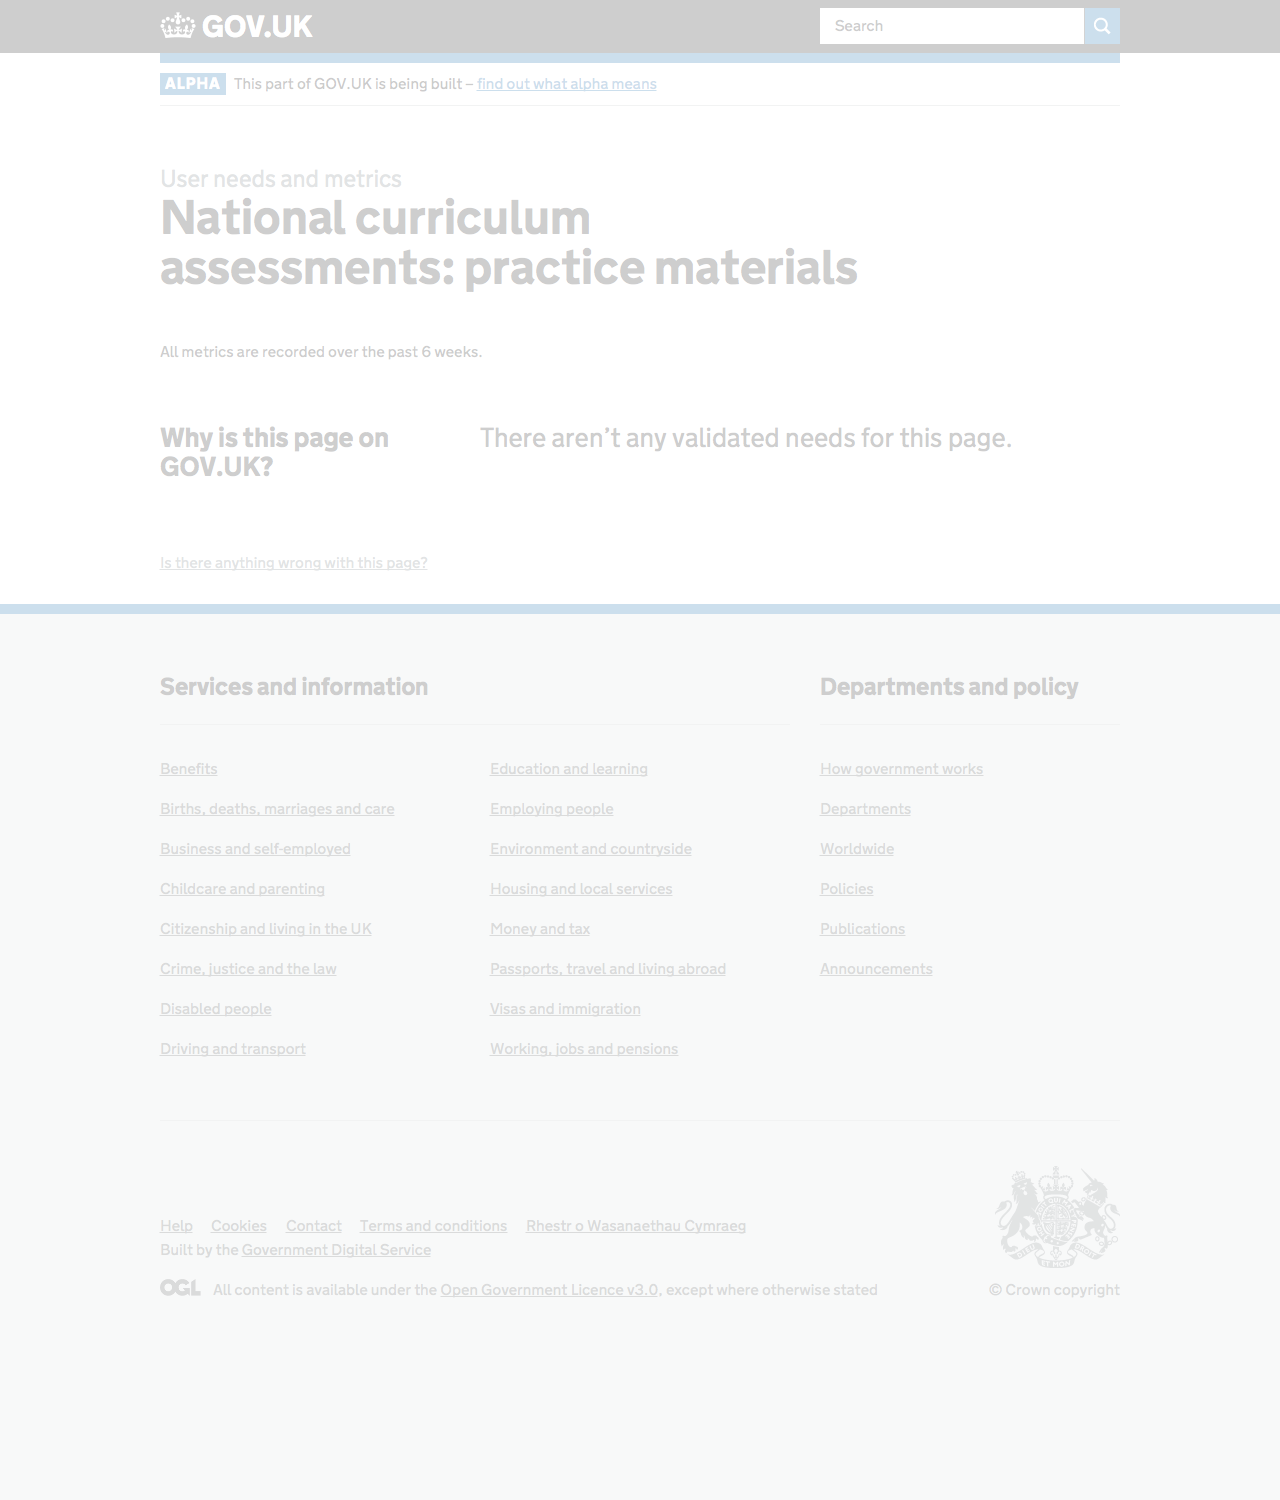 GOV.UK
Search
ALPHA This part of GOV.UK is being built – find out what alpha means
User needs and metrics
National curriculum
assessments: practice materials
All metrics are recorded over the past 6 weeks.
Why is this page on
GOV.UK?
There aren’t any validated needs for this page.
Is there anything wrong with this page?
Services and information
Benefits
Births, deaths, marriages and care
Business and self-employed
Childcare and parenting
Citizenship and living in the UK
Crime, justice and the law
Disabled people
Driving and transport
Education and learning
Employing people
Environment and countryside
Housing and local services
Money and tax
Passports, travel and living abroad
Visas and immigration
Working, jobs and pensions
Departments and policy
How government works
Departments
Worldwide
Policies
Publications
Announcements
Help Cookies Contact Terms and conditions Rhestr o Wasanaethau Cymraeg
Built by the Government Digital Service
OGL All content is available under the Open Government Licence v3.0, except where otherwise stated
© Crown copyright